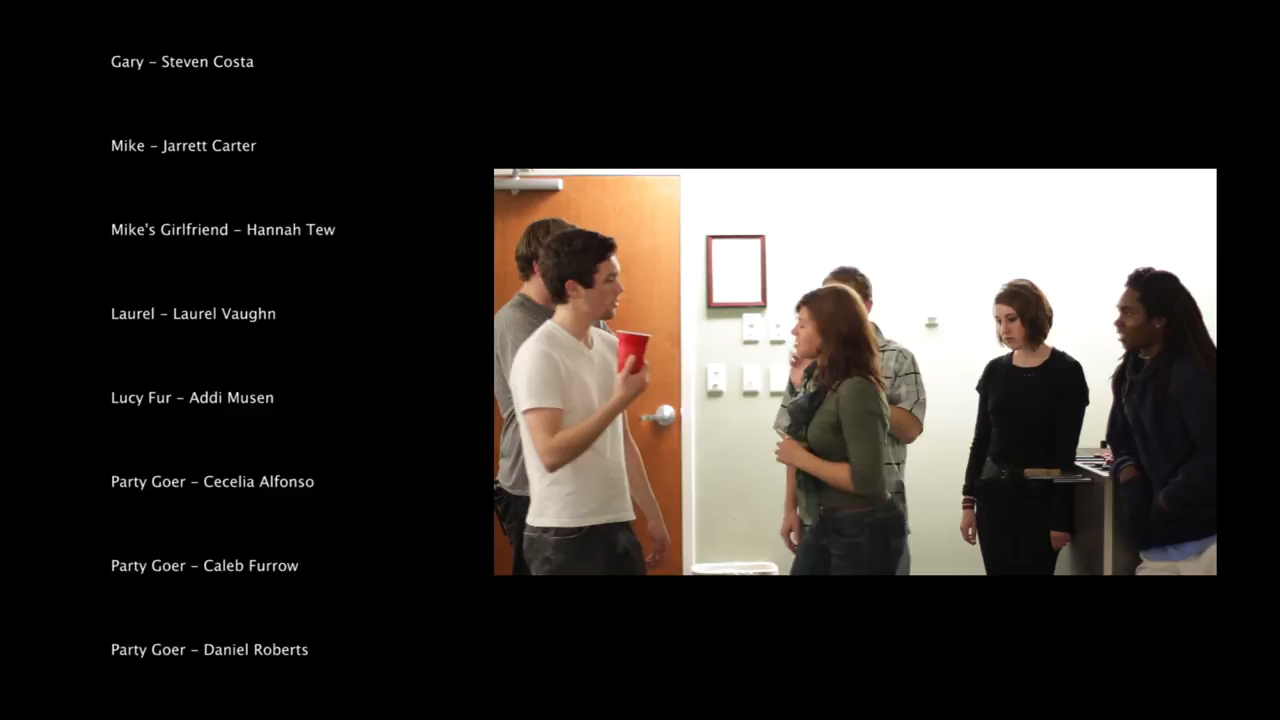 Gary – Steven Costa
Mike – Jarrett Carter
Mike's Girlfriend – Hannah Tew
Laurel – Laurel Vaughn
Lucy Fur – Addi Musen
Party Goer – Cecelia Alfonso
Party Goer – Caleb Furrow
Party Goer – Daniel Roberts